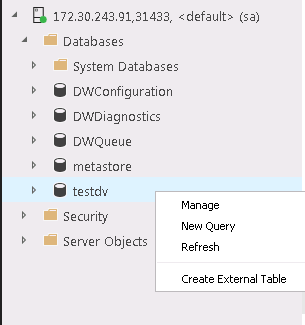 172.30.243.91,31433, <default> (sa)
Databases
System Databases
DWConfiguration
DWDiagnostics
DWQueue
metastore
testdv
Manage
New Query
Refresh
Create External Table
Security
Server Objects